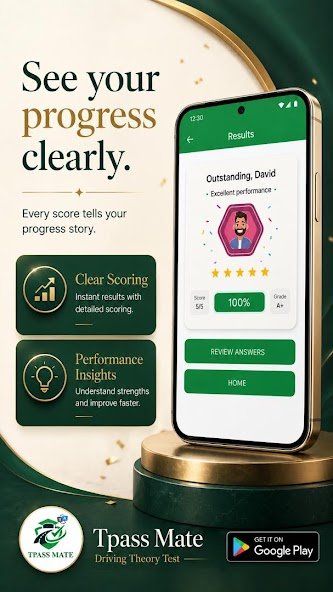 See your
progress
clearly.
Every score tells your
progress story.
Clear Scoring
Instant results with
detailed scoring.
Performance
Insights
Understand strengths
and improve faster.
12:30
Results
Outstanding, David
• Excellent performance •
Score
5/5
100%
Grade
A+
REVIEW ANSWERS
HOME
TPASS MATE
Tpass Mate
Driving Theory Test
GET IT ON
Google Play